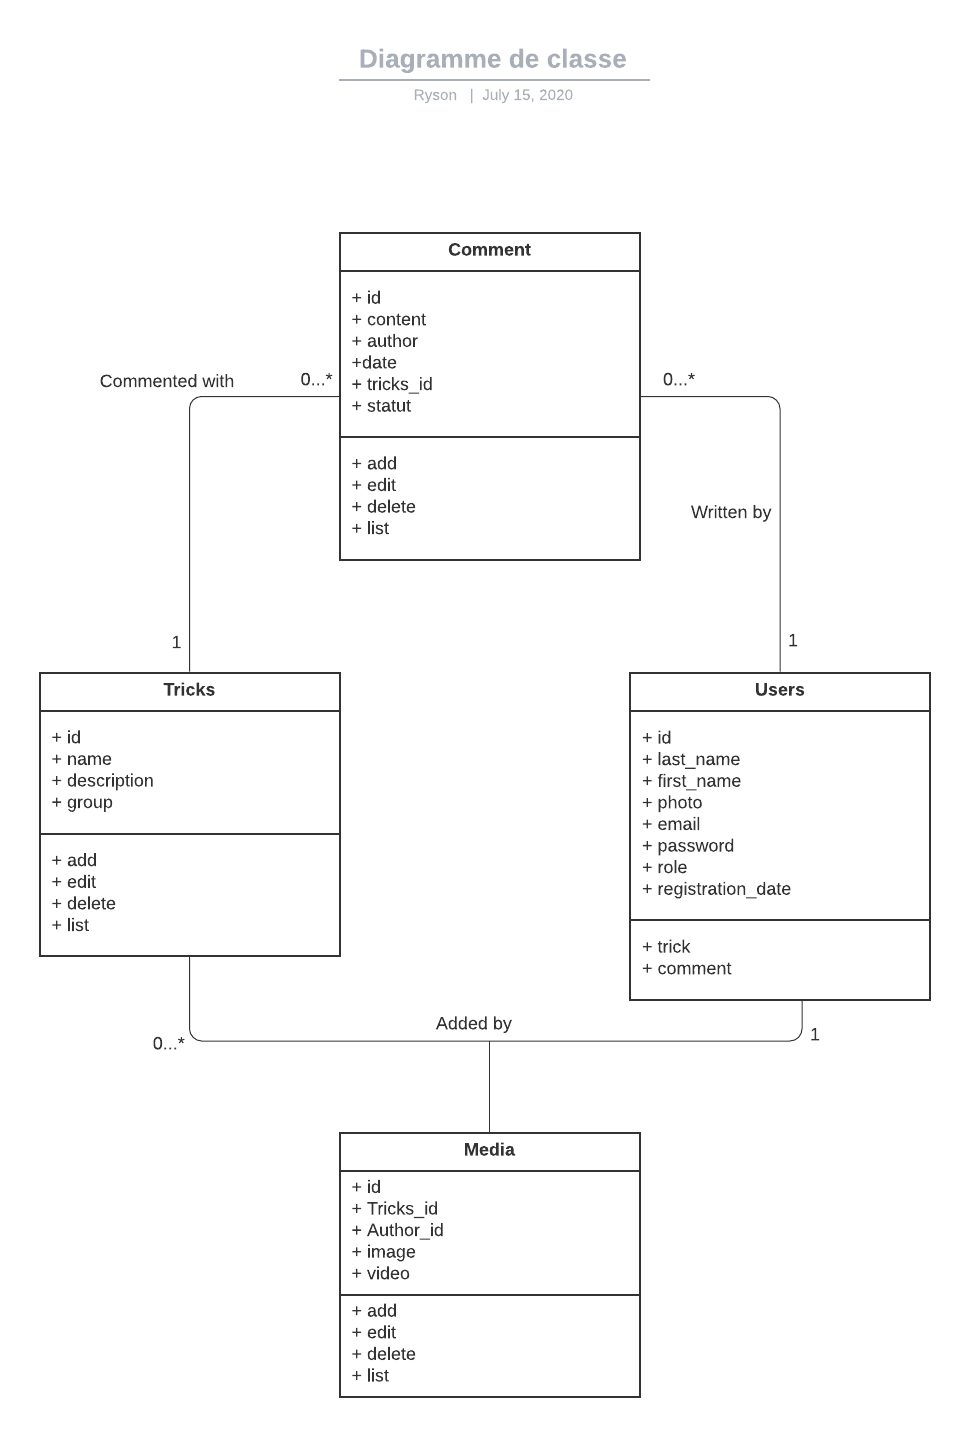 Diagramme de classe
Ryson | July 15, 2020
Comment
+ id
+ content
+ author
+date
+ tricks_id
+ statut
+ add
+ edit
+ delete
+ list
Commented with
0...*
0...*
Written by
1
1
Tricks
+ id
+ name
+ description
+ group
+ add
+ edit
+ delete
+ list
Users
+ id
+ last_name
+ first_name
+ photo
+ email
+ password
+ role
+ registration_date
+ trick
+ comment
0...*
Added by
1
Media
+ id
+ Tricks_id
+ Author_id
+ image
+ video
+ add
+ edit
+ delete
+ list